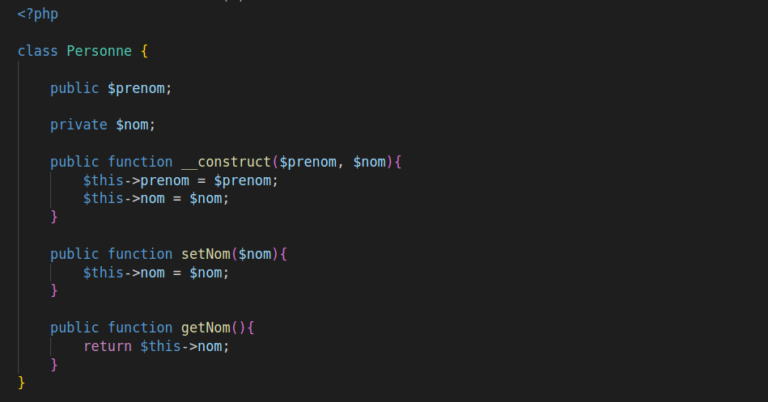 <?php
class Personne {
public $prenom;
private $nom;
public function __construct($prenom, $nom){
$this->prenom = $prenom;
$this->nom = $nom;
}
public function setNom($nom){
$this->nom = $nom;
}
public function getNom(){
return $this->nom;
}
}